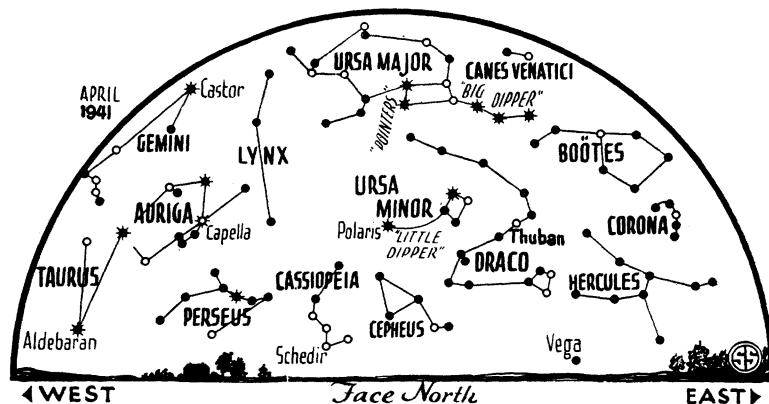 APRIL
1941
Castor
GEMINI
LYNX
URSA MAJOR
"POINTERS"
"BIG DIPPER"
CANES VENATICI
BOÖTES
AURIGA
Capella
URSA
MINOR
Polaris
"LITTLE
DIPPER"
Thuban
DRACO
CORONA
HERCULES
TAURUS
Aldebaran
PERSEUS
CASSIOPEIA
Schedir
CEPHEUS
Vega
SS
WEST
Face North
EAST